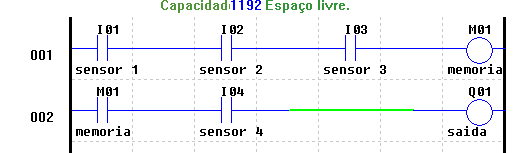 Capacidad 1192 Espaço livre.
I01 I02 I03 M01
001
sensor 1 sensor 2 sensor 3 memoria
M01 I04 Q01
002
memoria sensor 4 saida